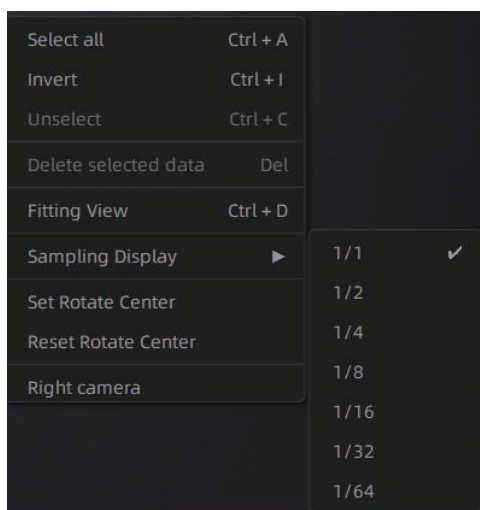 Select all Ctrl + A
Invert Ctrl + I
Unselect Ctrl + C
Delete selected data Del
Fitting View Ctrl + D
Sampling Display ▶
1/1 ✔
1/2
Set Rotate Center
1/4
Reset Rotate Center
1/8
Right camera
1/16
1/32
1/64